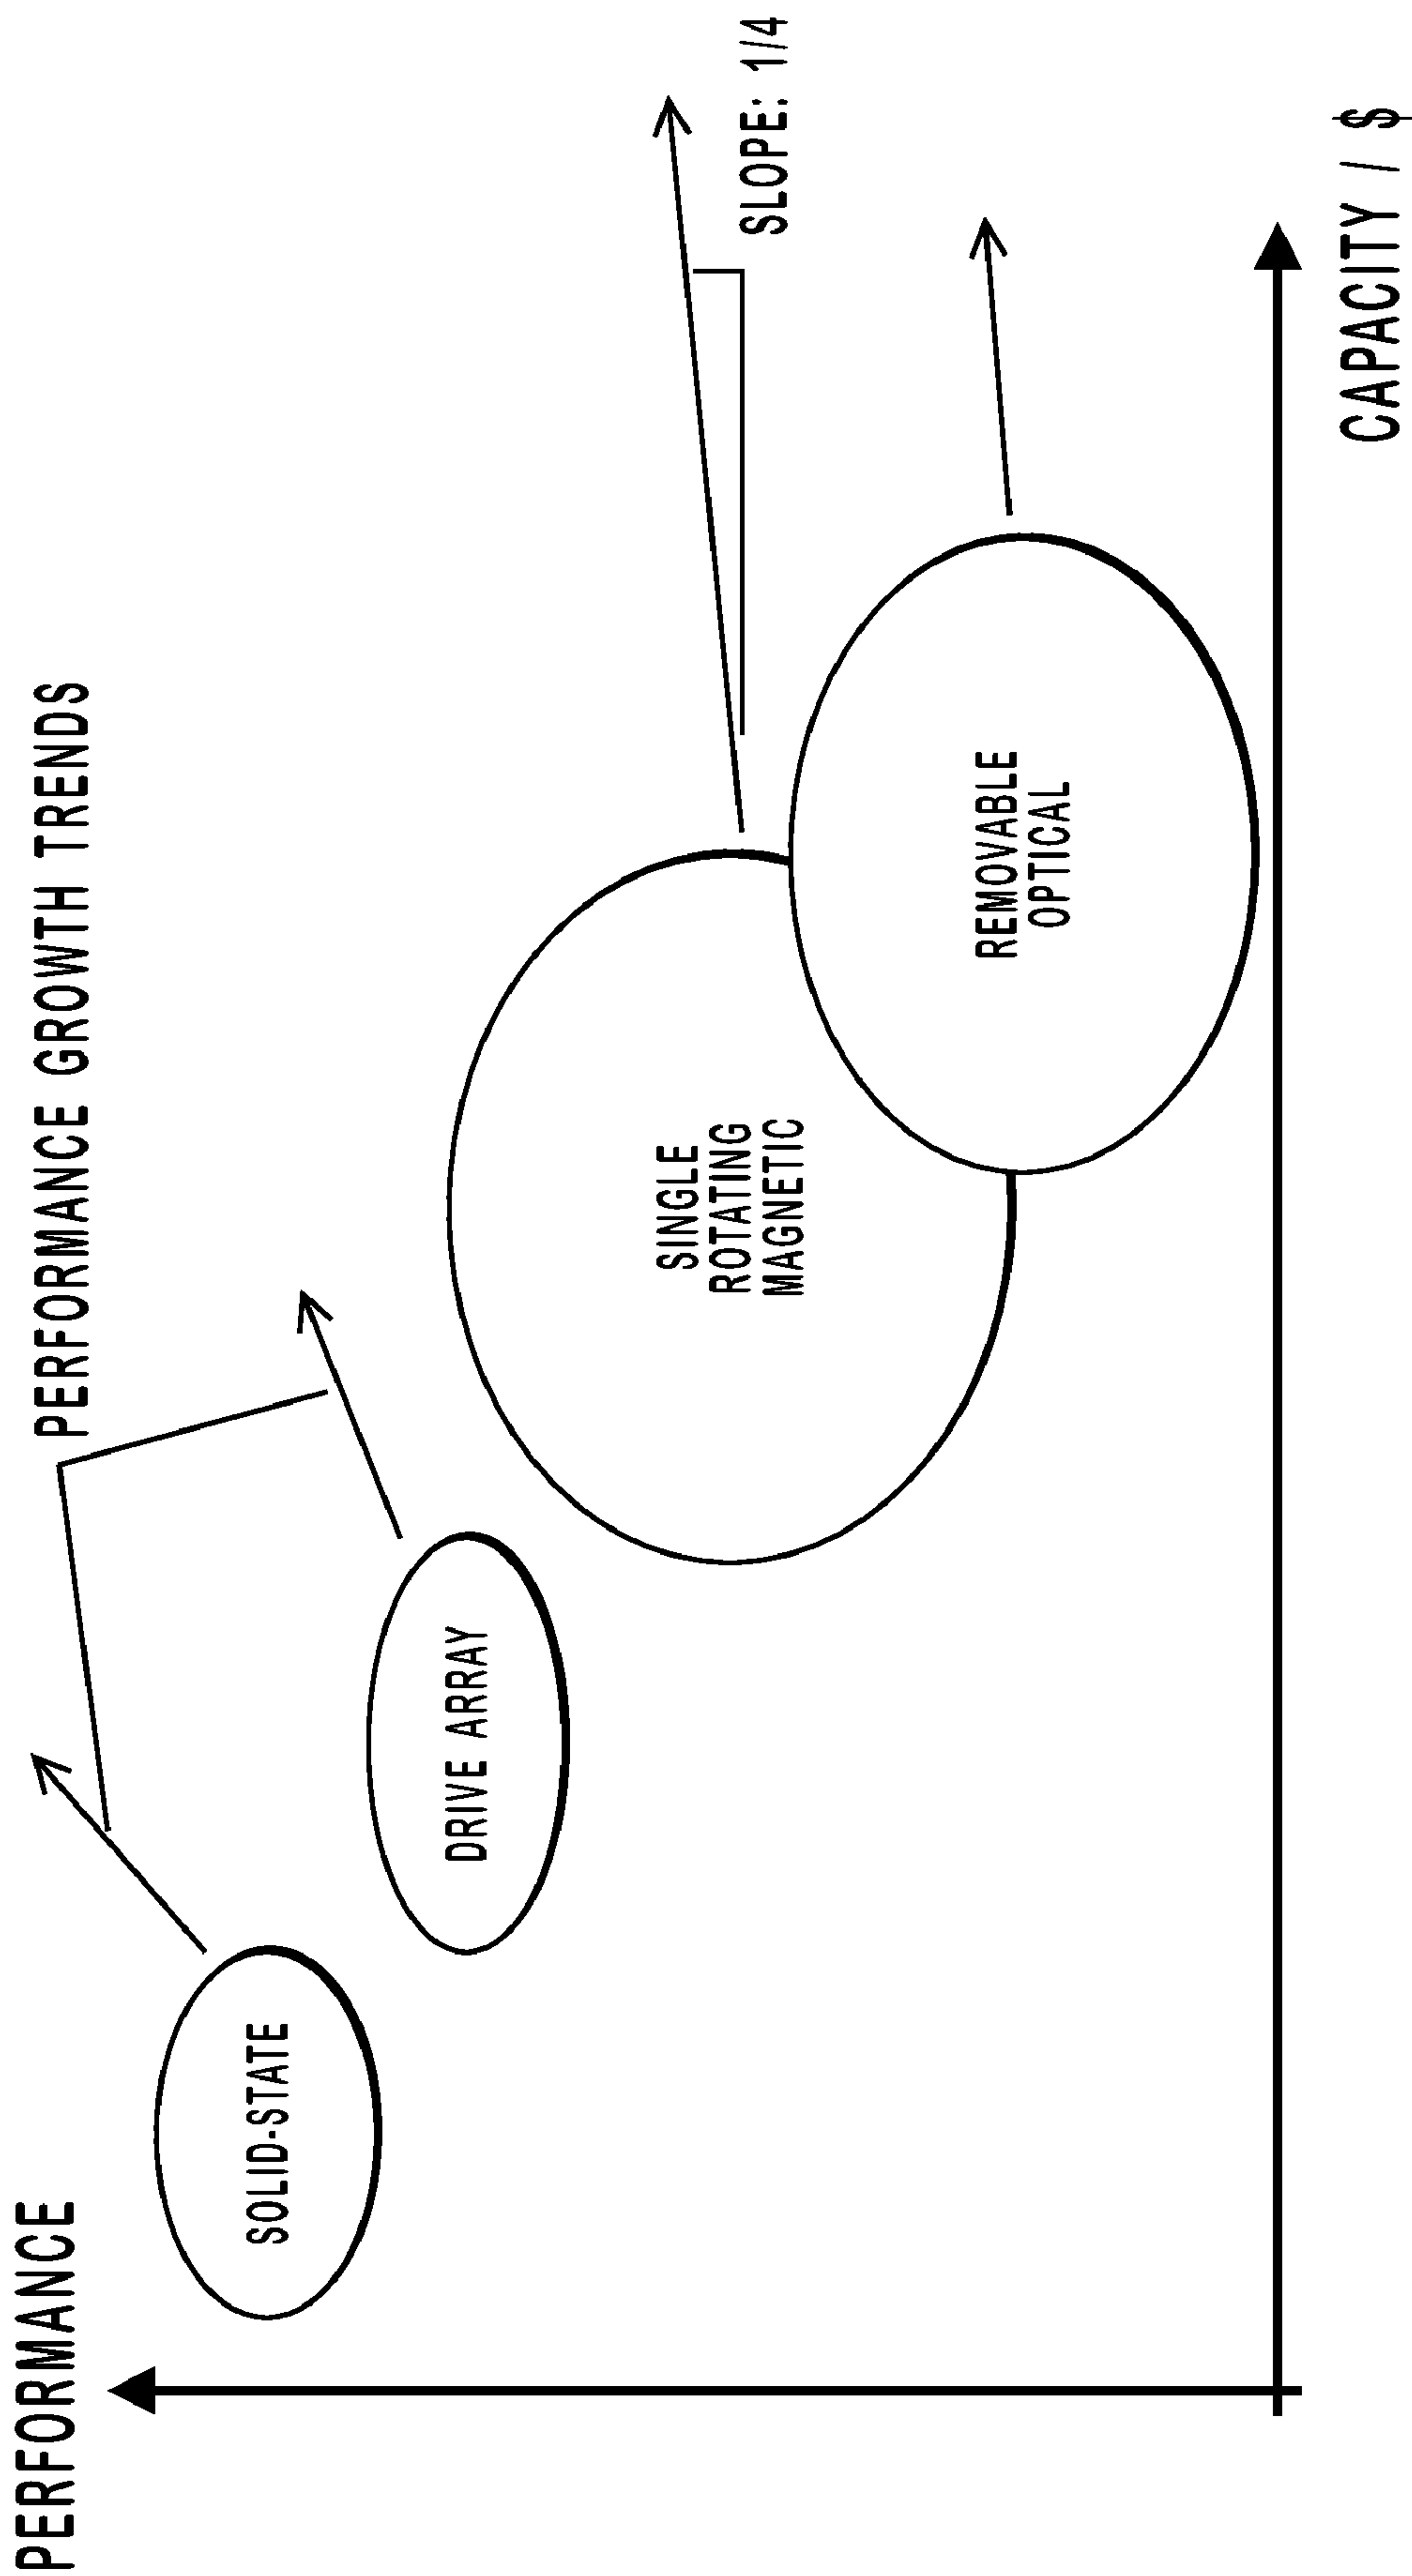 PERFORMANCE
PERFORMANCE GROWTH TRENDS
SOLID-STATE
DRIVE ARRAY
SINGLE
ROTATING
MAGNETIC
SLOPE: 1/4
REMOVABLE
OPTICAL
CAPACITY / $